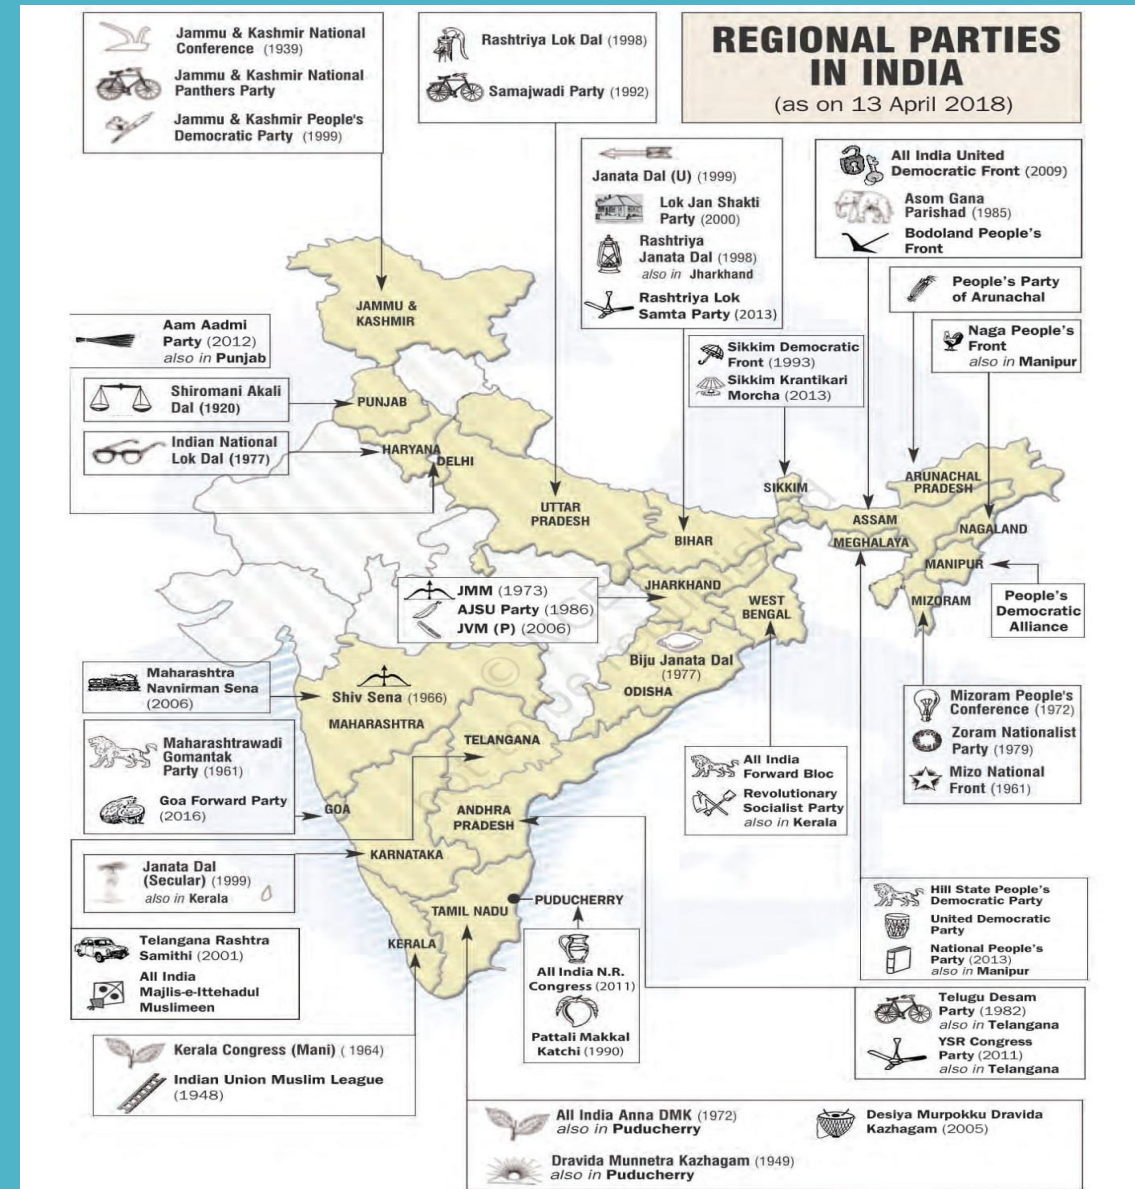 REGIONAL PARTIES
IN INDIA
(as on 13 April 2018)
Jammu & Kashmir National
Conference (1939)
Jammu & Kashmir National
Panthers Party
Jammu & Kashmir People's
Democratic Party (1999)
Rashtriya Lok Dal (1998)
Samajwadi Party (1992)
Janata Dal (U) (1999)
Lok Jan Shakti
Party (2000)
Rashtriya
Janata Dal (1998)
also in Jharkhand
Rashtriya Lok
Samta Party (2013)
All India United
Democratic Front (2009)
Asom Gana
Parishad (1985)
Bodoland People's
Front
People's Party
of Arunachal
Naga People's
Front
also in Manipur
Sikkim Democratic
Front (1993)
Sikkim Krantikari
Morcha (2013)
Aam Aadmi
Party (2012)
also in Punjab
Shiromani Akali
Dal (1920)
Indian National
Lok Dal (1977)
JAMMU &
KASHMIR
PUNJAB
HARYANA
DELHI
UTTAR
PRADESH
BIHAR
SIKKIM
ARUNACHAL
PRADESH
ASSAM
NAGALAND
MEGHALAYA
MANIPUR
MIZORAM
JHARKHAND
WEST
BENGAL
JMM (1973)
AJSU Party (1986)
JVM (P) (2006)
People's
Democratic
Alliance
Biju Janata Dal
(1977)
ODISHA
Maharashtra
Navnirman Sena
(2006)
Shiv Sena (1966)
MAHARASHTRA
TELANGANA
Mizoram People's
Conference (1972)
Zoram Nationalist
Party (1979)
Mizo National
Front (1961)
Maharashtrawadi
Gomantak
Party (1961)
Goa Forward Party
(2016)
GOA
ANDHRA
PRADESH
All India
Forward Bloc
Revolutionary
Socialist Party
also in Kerala
Janata Dal
(Secular) (1999)
also in Kerala
KARNATAKA
TAMIL NADU
PUDUCHERRY
KERALA
Hill State People's
Democratic Party
United Democratic
Party
National People's
Party (2013)
also in Manipur
Telangana Rashtra
Samithi (2001)
All India
Majlis-e-Ittehadul
Muslimeen
All India N.R.
Congress (2011)
Pattali Makkal
Katchi (1990)
Telugu Desam
Party (1982)
also in Telangana
YSR Congress
Party (2011)
also in Telangana
Kerala Congress (Mani) ( 1964)
Indian Union Muslim League
(1948)
All India Anna DMK (1972)
also in Puducherry
Desiya Murpokku Dravida
Kazhagam (2005)
Dravida Munnetra Kazhagam (1949)
also in Puducherry